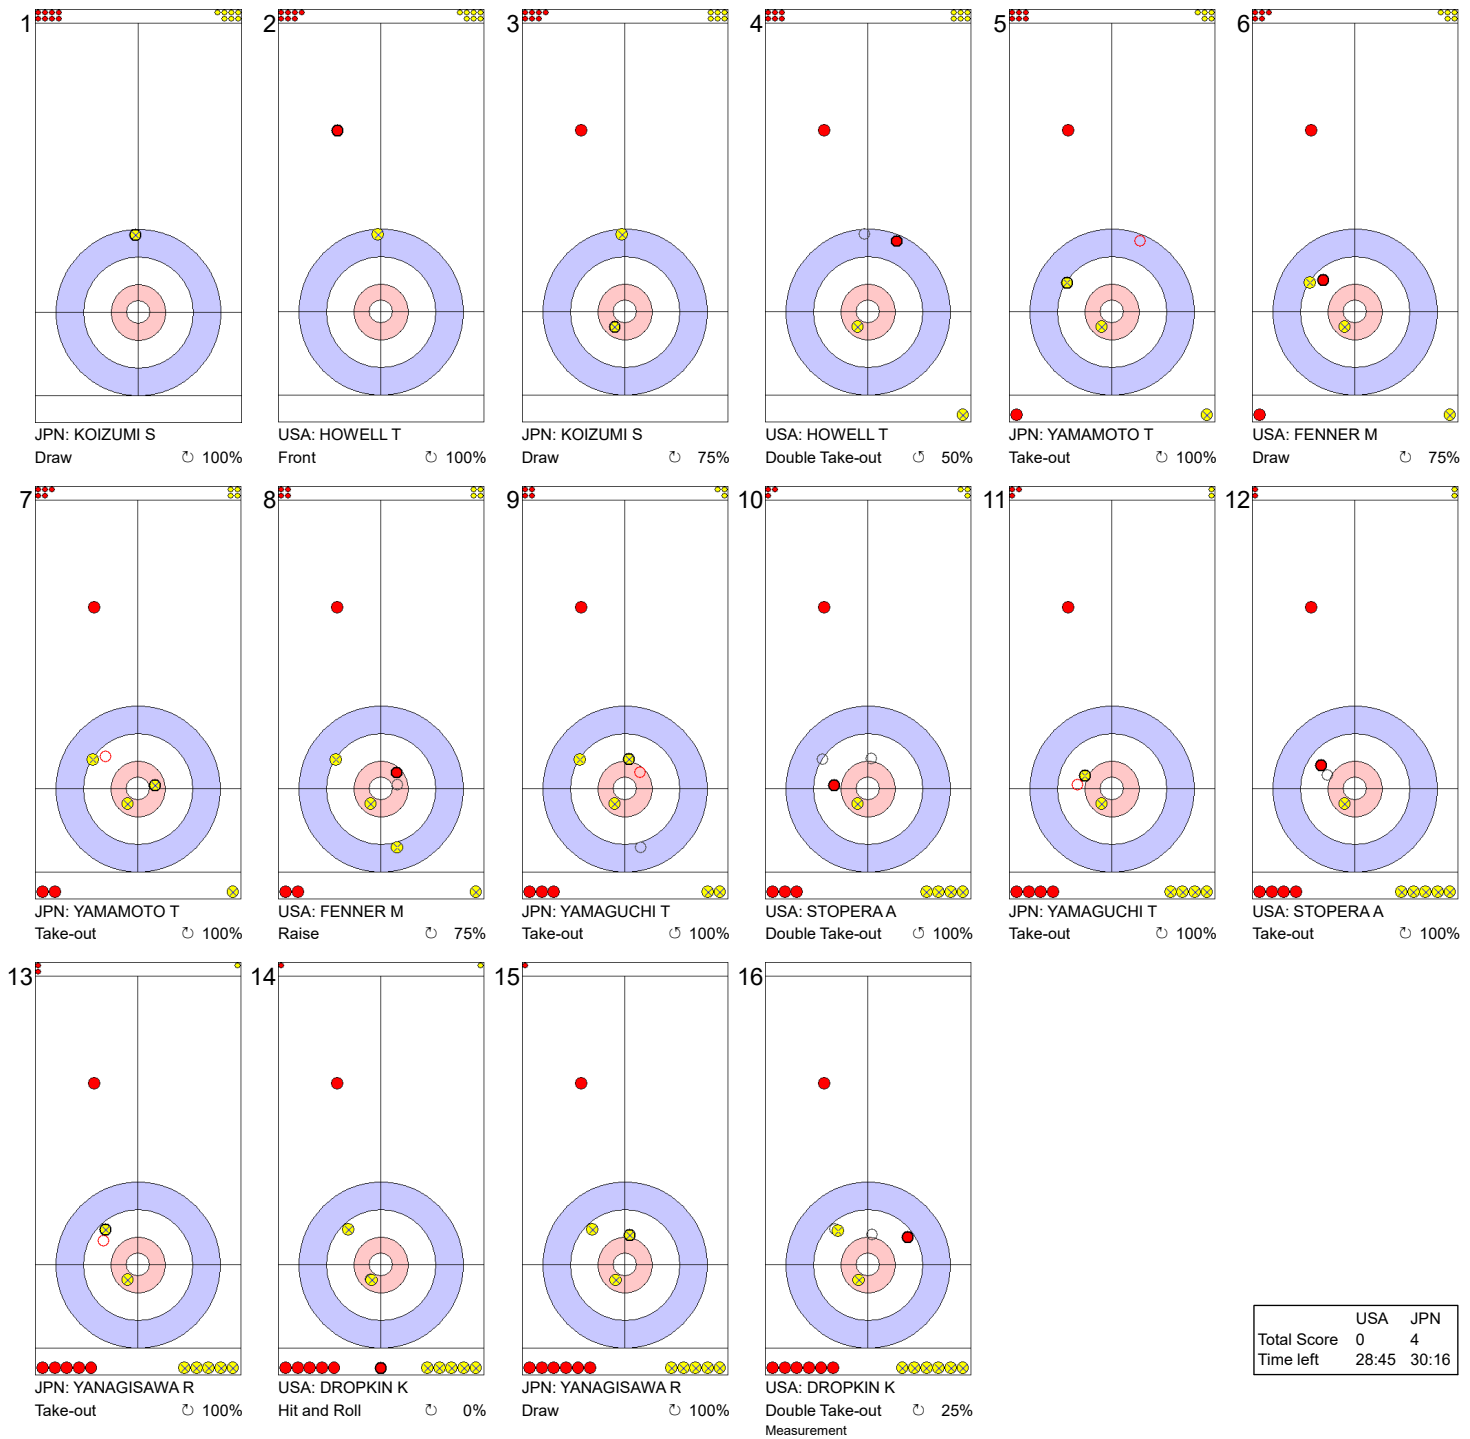 1 2 3 4 5 6
JPN: KOIZUMI S USA: HOWELL T JPN: KOIZUMI S USA: HOWELL T JPN: YAMAMOTO T USA: FENNER M
Draw ↻ 100% Front ↻ 100% Draw ↻ 75% Double Take-out ↺ 50% Take-out ↻ 100% Draw ↻ 75%
7 8 9 10 11 12
JPN: YAMAMOTO T USA: FENNER M JPN: YAMAGUCHI T USA: STOPERA A JPN: YAMAGUCHI T USA: STOPERA A
Take-out ↻ 100% Raise ↻ 75% Take-out ↺ 100% Double Take-out ↺ 100% Take-out ↻ 100% Take-out ↻ 100%
13 14 15 16
JPN: YANAGISAWA R USA: DROPKIN K JPN: YANAGISAWA R USA: DROPKIN K
Take-out ↻ 100% Hit and Roll ↻ 0% Draw ↻ 100% Double Take-out ↻ 25%
Measurement
USA JPN
Total Score 0 4
Time left 28:45 30:16